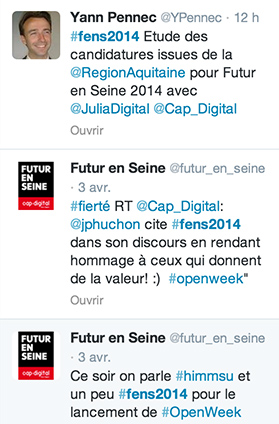 Yann Pennec @YPennec · 12 h
#fens2014 Etude des
candidatures issues de la
@RegionAquitaine pour Futur
en Seine 2014 avec
@JuliaDigital @Cap_Digital
Ouvrir
FUTUR
EN
SEINE
cap digital
Futur en Seine @futur_en_seine
· 3 avr.
#fierté RT @Cap_Digital:
@jphuchon cite #fens2014
dans son discours en rendant
hommage à ceux qui donnent
de la valeur! :) #openweek"
Ouvrir
FUTUR
EN
SEINE
cap digital
Futur en Seine @futur_en_seine
· 3 avr.
Ce soir on parle #himmsu et
un peu #fens2014 pour le
lancement de #OpenWeek